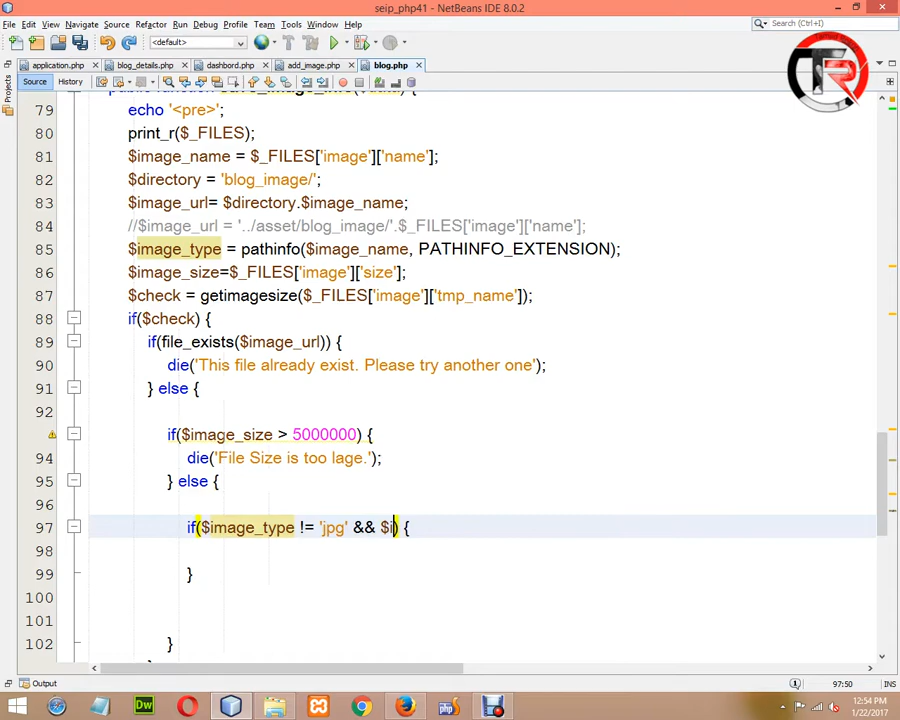 seip_php41 - NetBeans IDE 8.0.2
File Edit View Navigate Source Refactor Run Debug Profile Team Tools Window Help
Search (Ctrl+I)
<default>
application.php blog_details.php dashbord.php add_image.php blog.php
Source History
Projects
79 echo '<pre>';
80 print_r($_FILES);
81 $image_name = $_FILES['image']['name'];
82 $directory = 'blog_image/';
83 $image_url= $directory.$image_name;
84 //$image_url = '../asset/blog_image/'.$_FILES['image']['name'];
85 $image_type = pathinfo($image_name, PATHINFO_EXTENSION);
86 $image_size=$_FILES['image']['size'];
87 $check = getimagesize($_FILES['image']['tmp_name']);
88 if($check) {
89 if(file_exists($image_url)) {
90 die('This file already exist. Please try another one');
91 } else {
92
if($image_size > 5000000) {
94 die('File Size is too lage.');
95 } else {
96
97 if($image_type != 'jpg' && $i) {
98
99 }
100
101
102 }
Output
97:50 INS
Dw
9:25 PM
1/22/2017